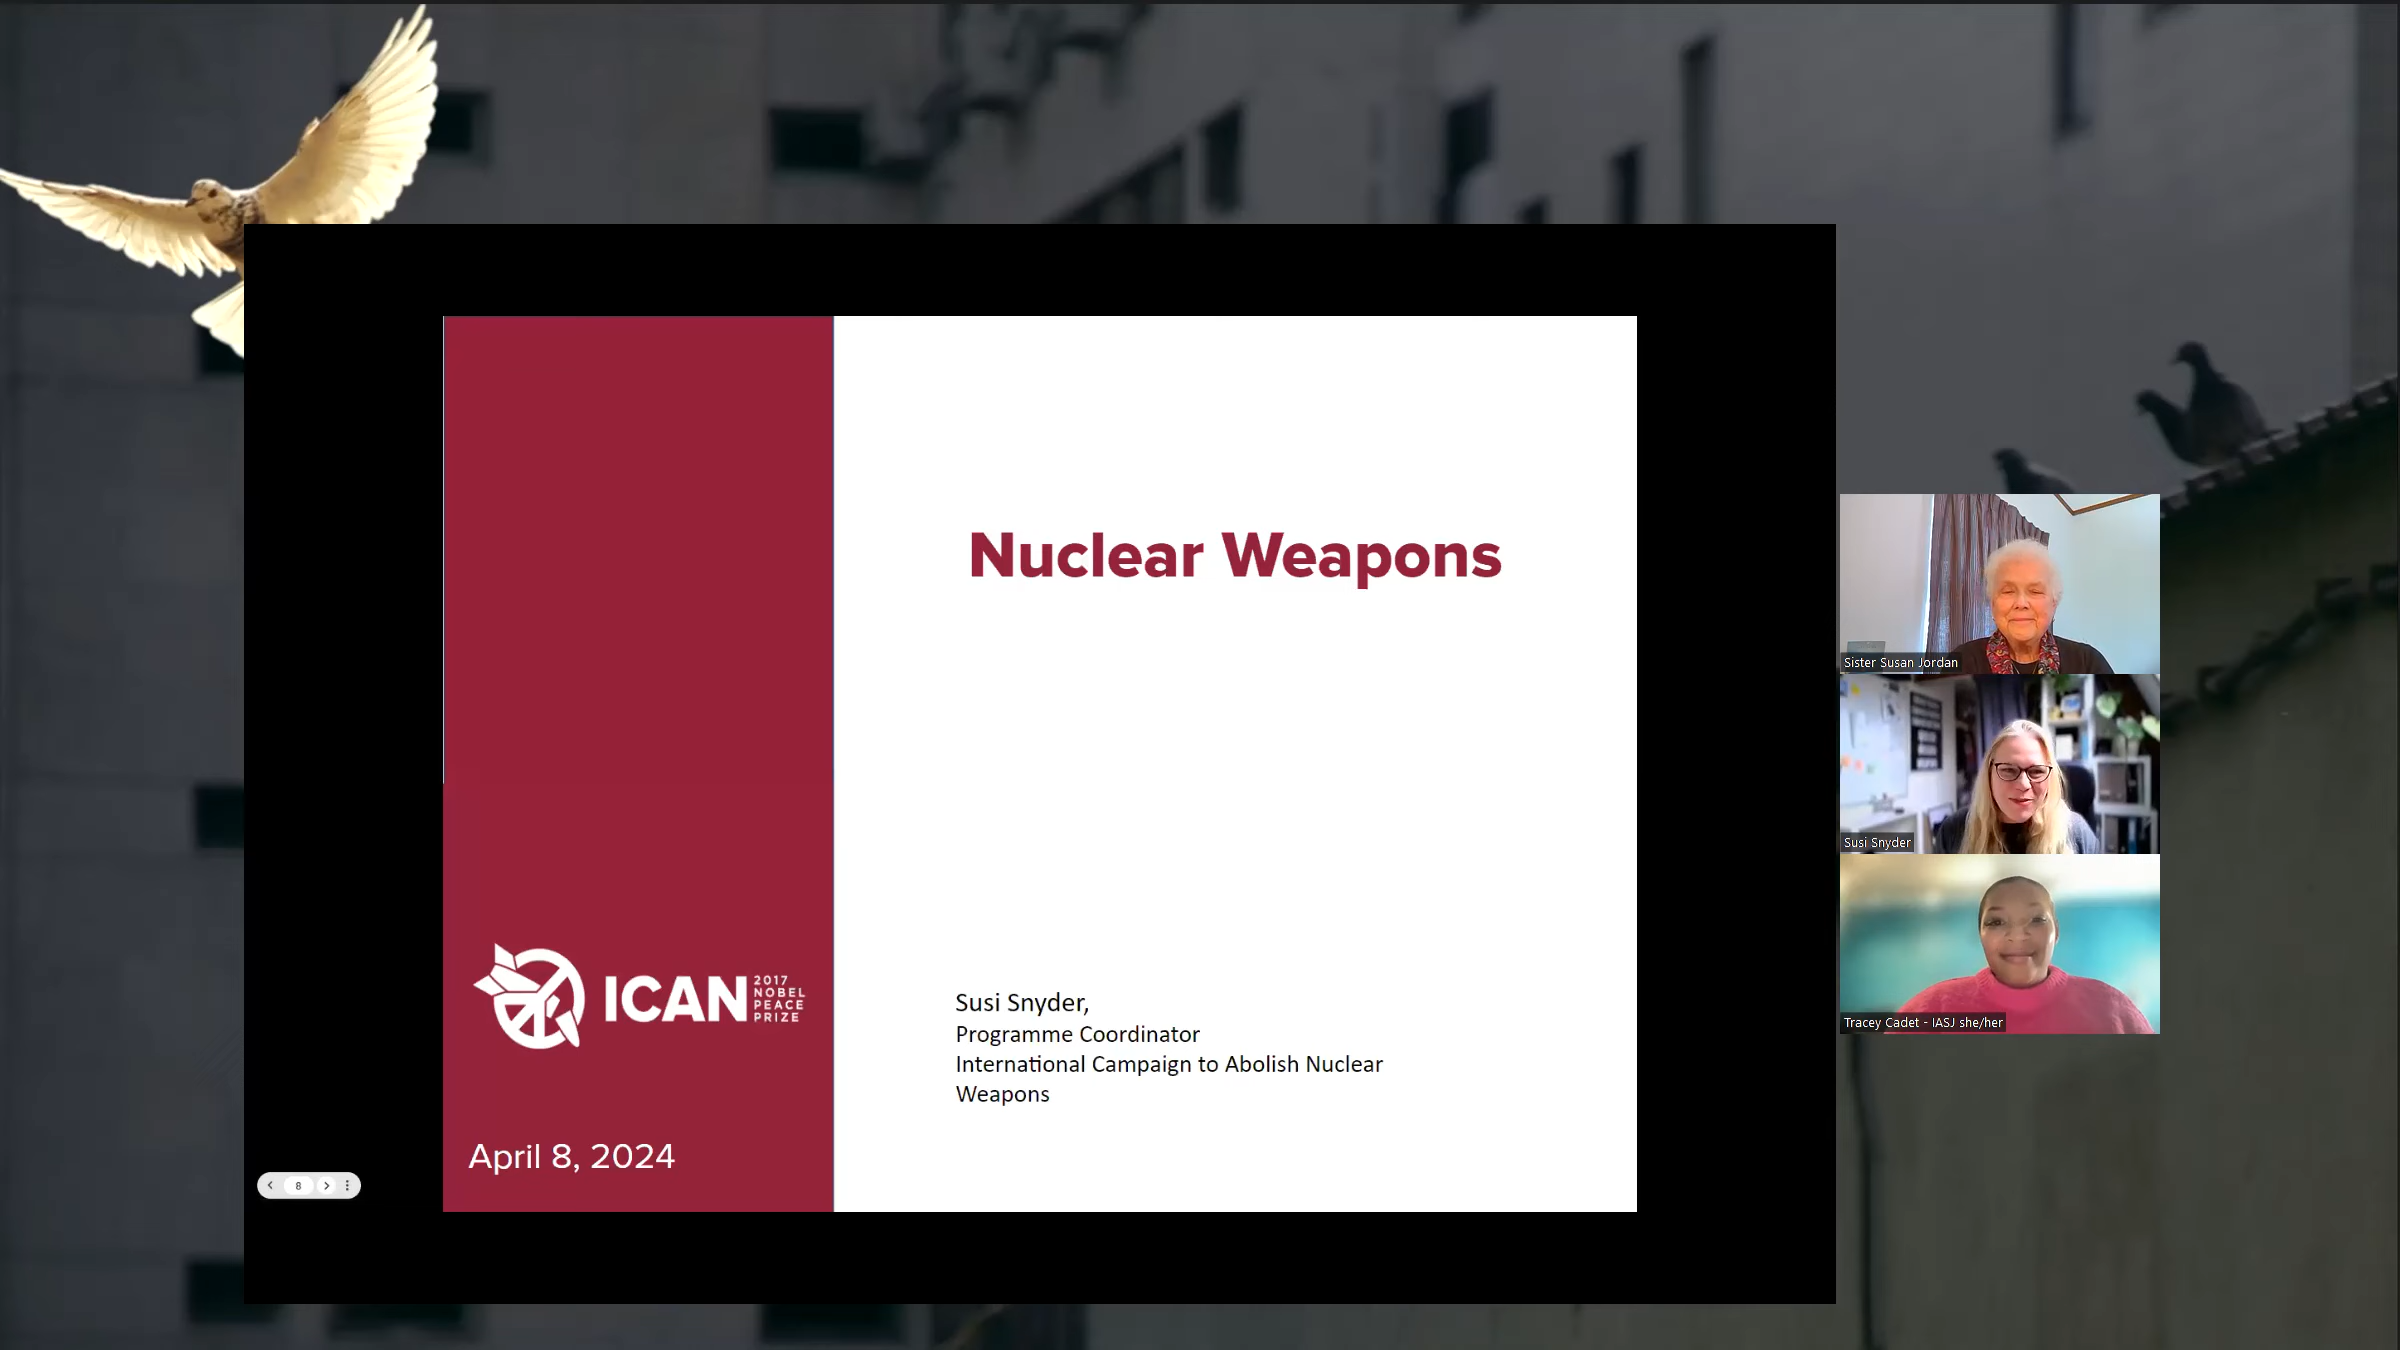 Nuclear Weapons
ICAN
2017
NOBEL
PEACE
PRIZE
Susi Snyder,
Programme Coordinator
International Campaign to Abolish Nuclear
Weapons
April 8, 2024
8
Sister Susan Jordan
Susi Snyder
Tracey Cadet - IASJ she/her